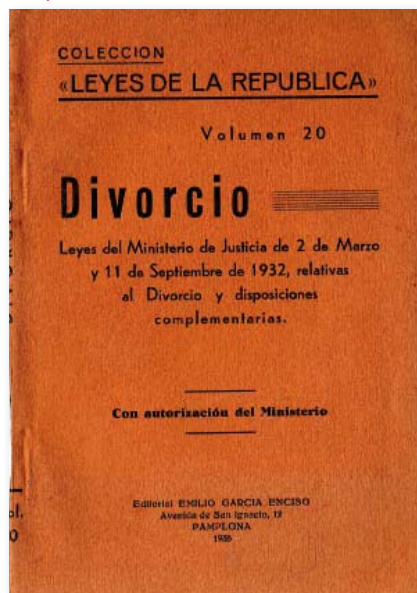 COLECCION
«LEYES DE LA REPUBLICA»
Volumen 20
Divorcio
Leyes del Ministerio de Justicia de 2 de Marzo
y 11 de Septiembre de 1932, relativas
al Divorcio y disposiciones
complementarias.
Con autorización del Ministerio
Editorial EMILIO GARCIA ENCISO
Avenida de San Ignacio, 12
PAMPLONA